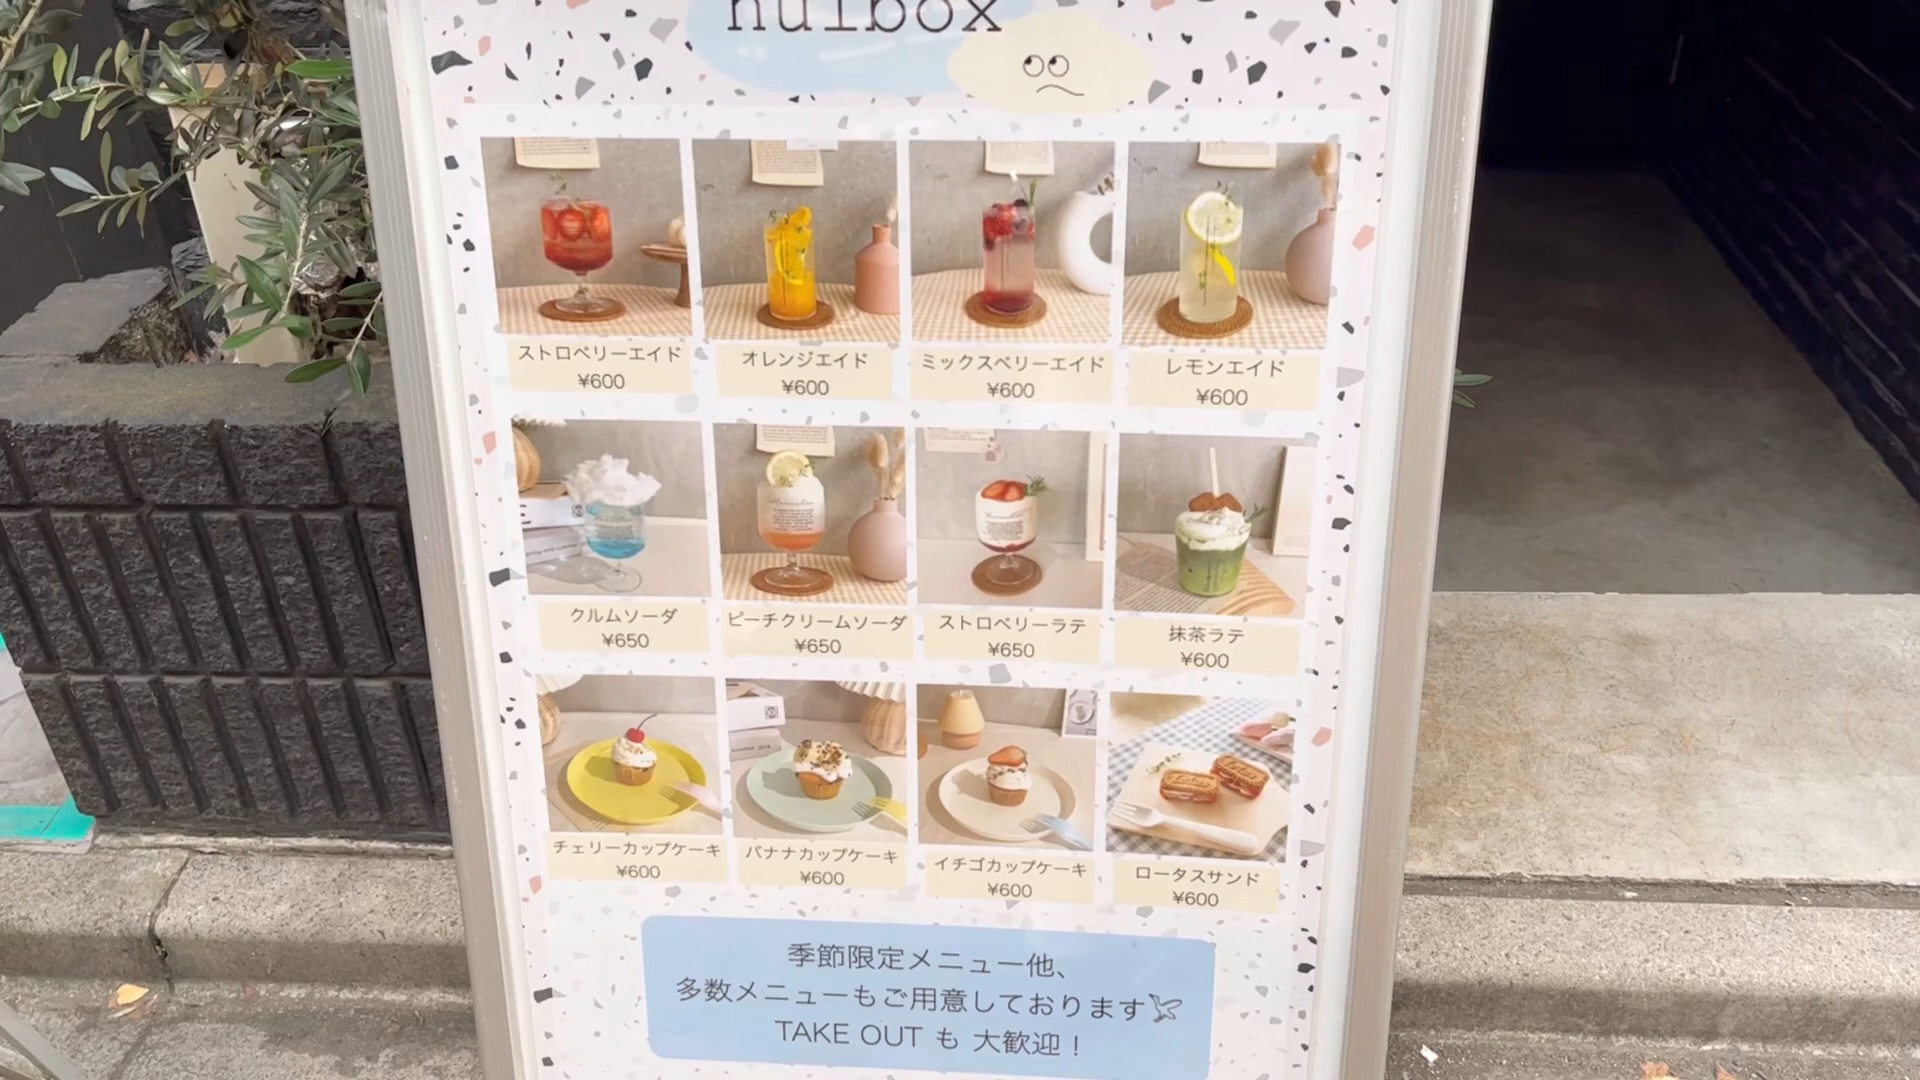 nuibox
ストロベリーエイド
¥600
オレンジエイド
¥600
ミックスベリーエイド
¥600
レモンエイド
¥600
クルムソーダ
¥650
ピーチクリームソーダ
¥650
ストロベリーラテ
¥650
抹茶ラテ
¥600
チェリーカップケーキ
¥600
バナナカップケーキ
¥600
イチゴカップケーキ
¥600
ロータスサンド
¥600
季節限定メニュー他、
多数メニューもご用意しております
TAKE OUT も 大歓迎！